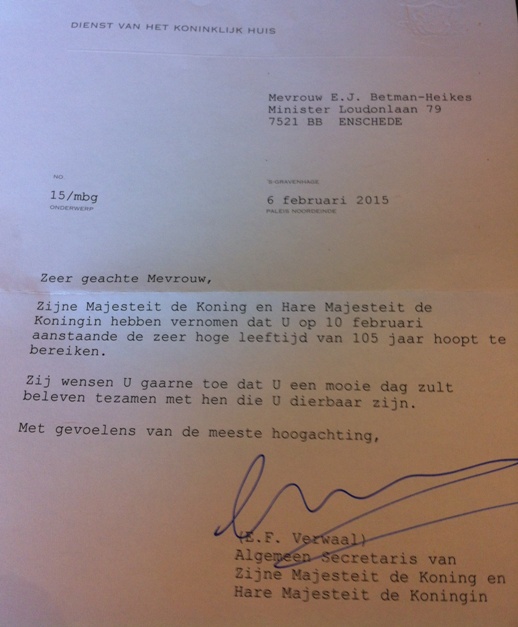 DIENST VAN HET KONINKLIJK HUIS
Mevrouw E.J. Betman-Heikes
Minister Loudonlaan 79
7521 BB ENSCHEDE
NO.
15/mbg
ONDERWERP
'S-GRAVENHAGE
6 februari 2015
PALEIS NOORDEINDE
Zeer geachte Mevrouw,
Zijne Majesteit de Koning en Hare Majesteit de
Koningin hebben vernomen dat U op 10 februari
aanstaande de zeer hoge leeftijd van 105 jaar hoopt te
bereiken.
Zij wensen U gaarne toe dat U een mooie dag zult
beleven tezamen met hen die U dierbaar zijn.
Met gevoelens van de meeste hoogachting,
(E.F. Verwaal)
Algemeen Secretaris van
Zijne Majesteit de Koning en
Hare Majesteit de Koningin